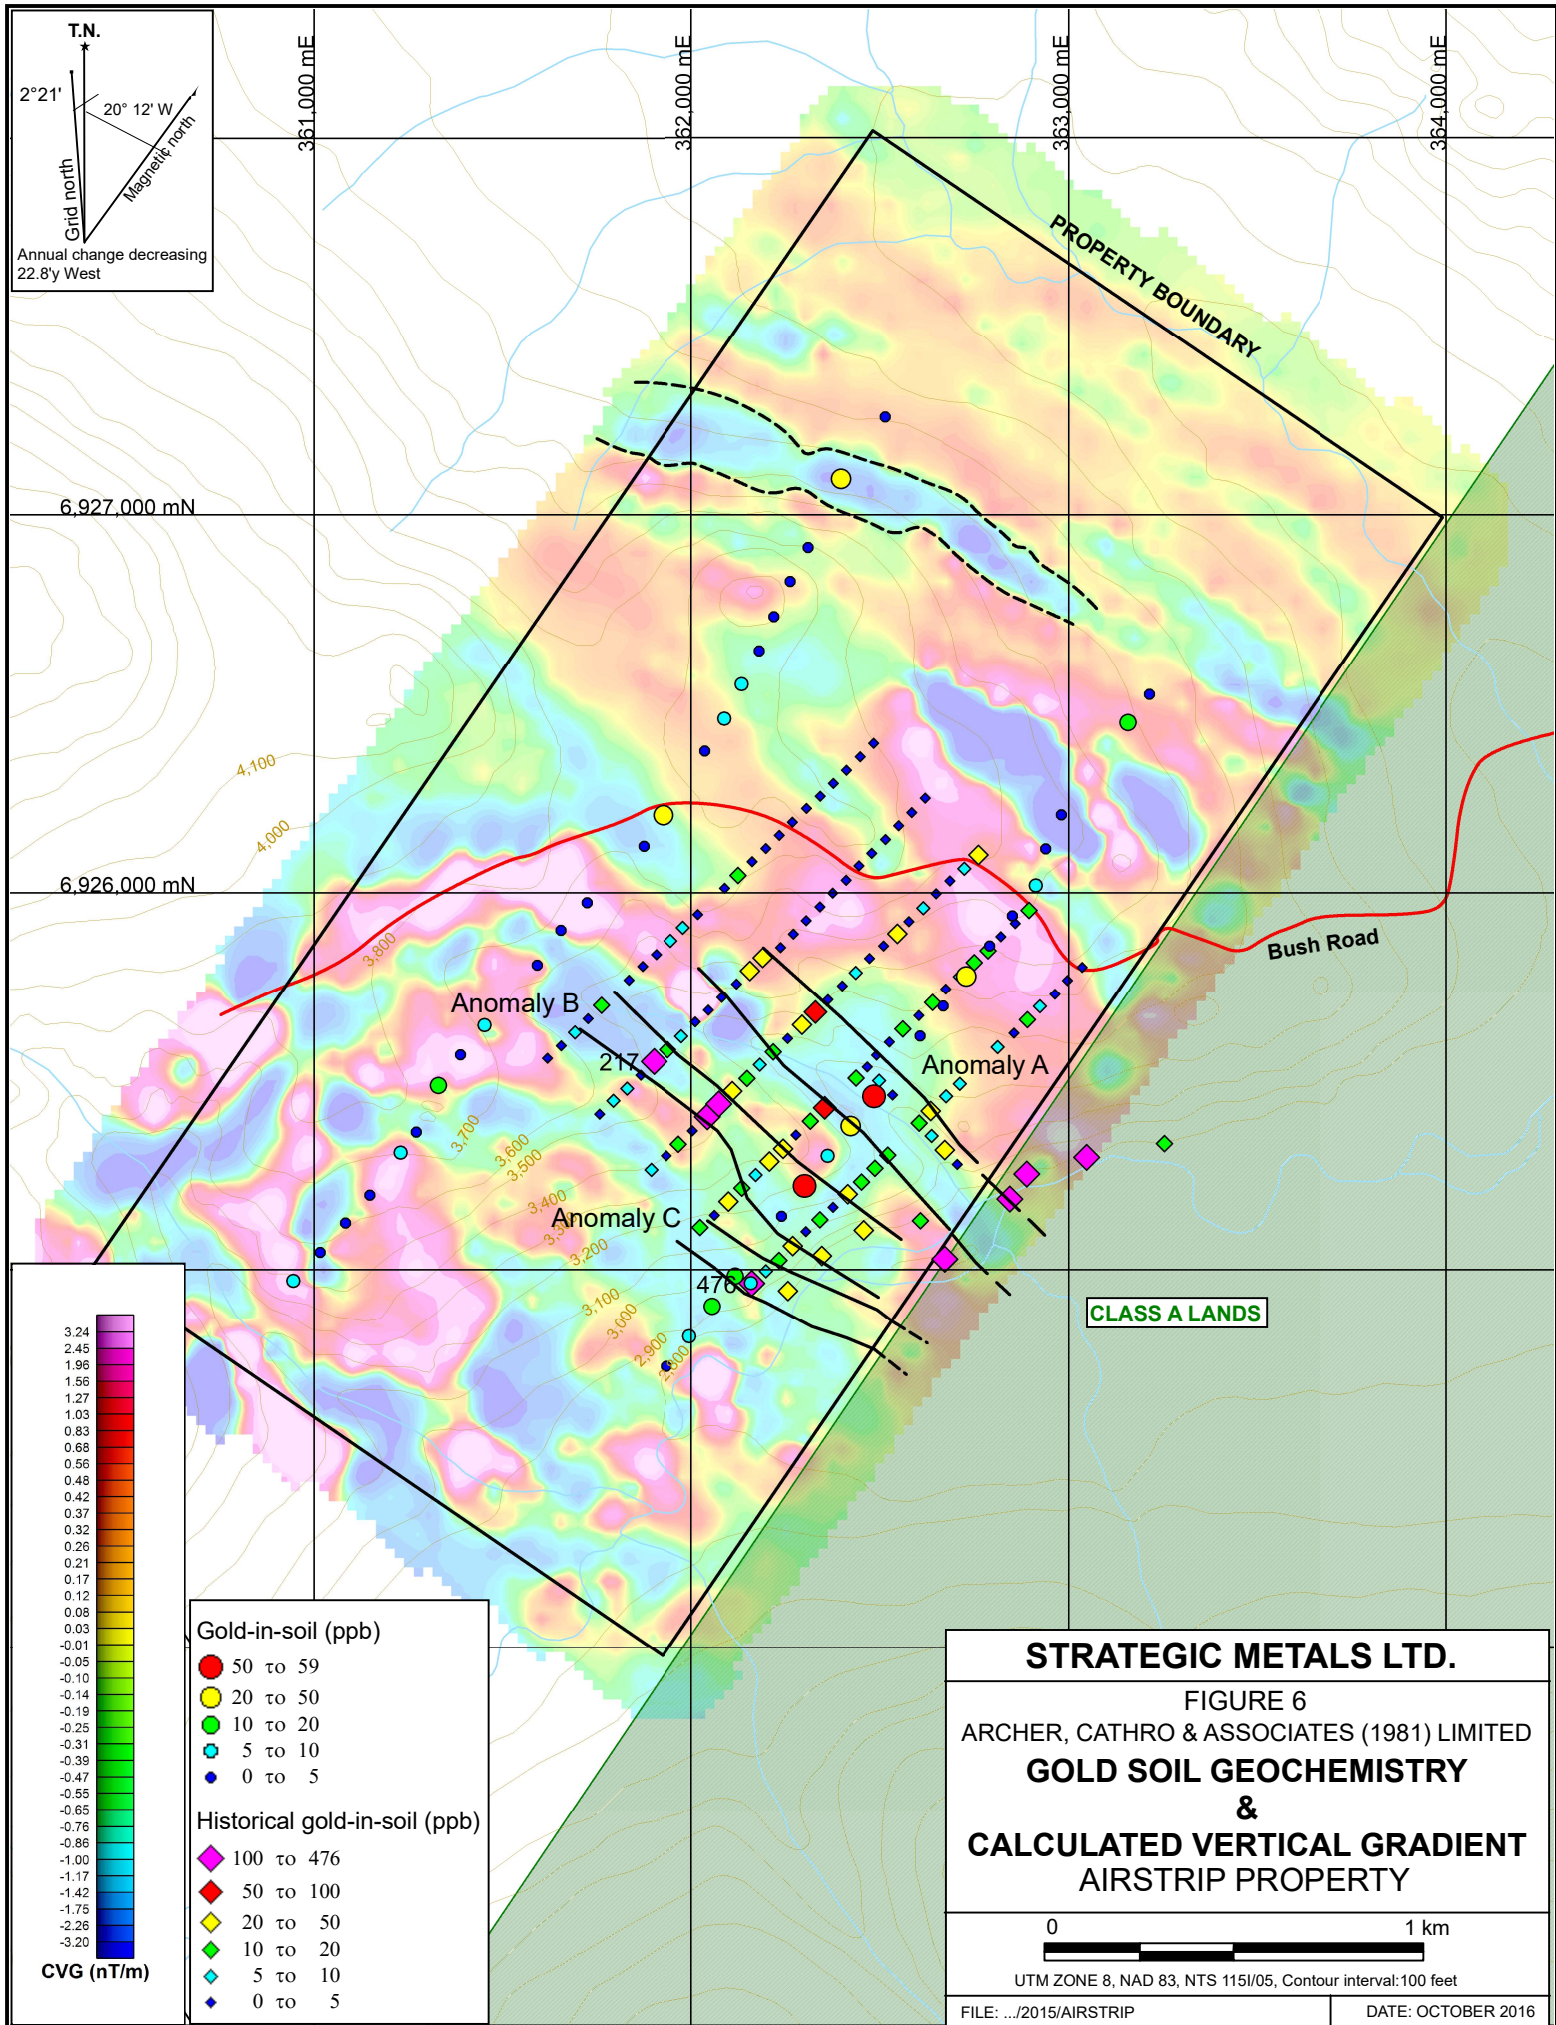 T.N.
2°21'
20° 12' W
Grid north
Magnetic north
Annual change decreasing
22.8'y West
361,000 mE
362,000 mE
363,000 mE
364,000 mE
PROPERTY BOUNDARY
6,927,000 mN
6,926,000 mN
4,100
4,000
3,800
3,700
3,600
3,500
3,400
3,200
3,100
3,000
2,900
2,800
Bush Road
Anomaly B
217
Anomaly A
Anomaly C
476
CLASS A LANDS
3.24
2.45
1.96
1.56
1.27
1.03
0.83
0.68
0.56
0.48
0.42
0.37
0.32
0.26
0.21
0.17
0.12
0.08
0.03
-0.01
-0.05
-0.10
-0.14
-0.19
-0.25
-0.31
-0.39
-0.47
-0.55
-0.65
-0.76
-0.86
-1.00
-1.17
-1.42
-1.75
-2.26
-3.20
CVG (nT/m)
Gold-in-soil (ppb)
50 το 59
20 το 50
10 το 20
5 το 10
0 το 5
Historical gold-in-soil (ppb)
100 το 476
50 το 100
20 το 50
10 το 20
5 το 10
0 το 5
STRATEGIC METALS LTD.
FIGURE 6
ARCHER, CATHRO & ASSOCIATES (1981) LIMITED
GOLD SOIL GEOCHEMISTRY
&
CALCULATED VERTICAL GRADIENT
AIRSTRIP PROPERTY
0 1 km
UTM ZONE 8, NAD 83, NTS 115I/05, Contour interval:100 feet
FILE: .../2015/AIRSTRIP
DATE: OCTOBER 2016